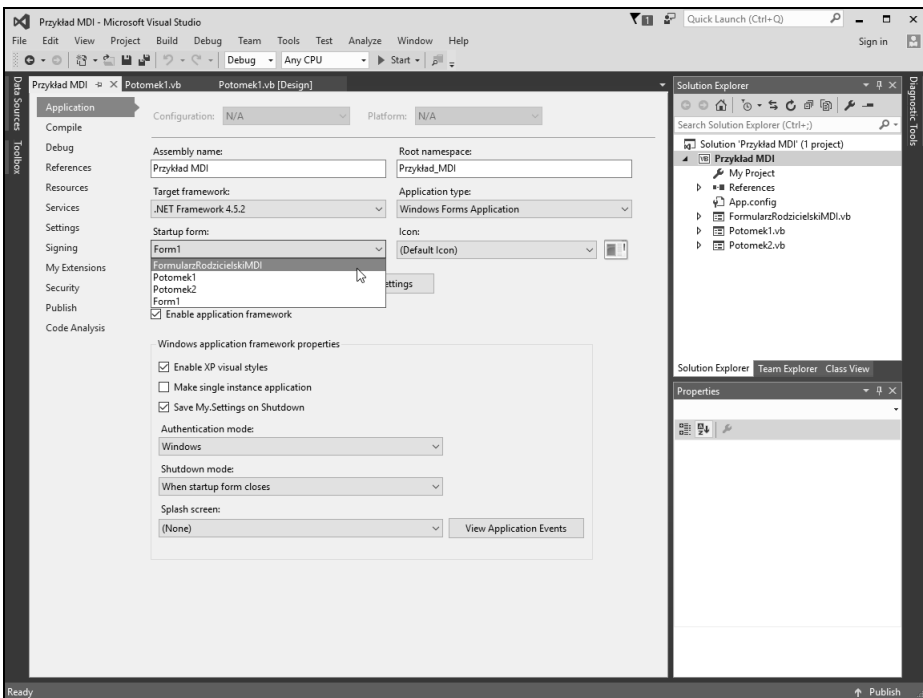 Przykład MDI - Microsoft Visual Studio
1
Quick Launch (Ctrl+Q)
File Edit View Project Build Debug Team Tools Test Analyze Window Help
Sign in
Debug Any CPU Start
Data Sources
Toolbox
Przykład MDI Potomek1.vb Potomek1.vb [Design]
Application
Compile
Debug
References
Resources
Services
Settings
Signing
My Extensions
Security
Publish
Code Analysis
Configuration: N/A Platform: N/A
Assembly name: Root namespace:
Przykład MDI Przykład_MDI
Target framework: Application type:
.NET Framework 4.5.2 Windows Forms Application
Startup form: Icon:
Form1 (Default Icon)
FormularzRodzicielskiMDI
Potomek1
Potomek2
Form1
ettings
Enable application framework
Windows application framework properties
Enable XP visual styles
Make single instance application
Save My.Settings on Shutdown
Authentication mode:
Windows
Shutdown mode:
When startup form closes
Splash screen:
(None) View Application Events
Solution Explorer
Search Solution Explorer (Ctrl+;)
Solution 'Przykład MDI' (1 project)
VB Przykład MDI
My Project
References
App.config
FormularzRodzicielskiMDI.vb
Potomek1.vb
Potomek2.vb
Solution Explorer Team Explorer Class View
Properties
Diagnostic Tools
Ready
Publish